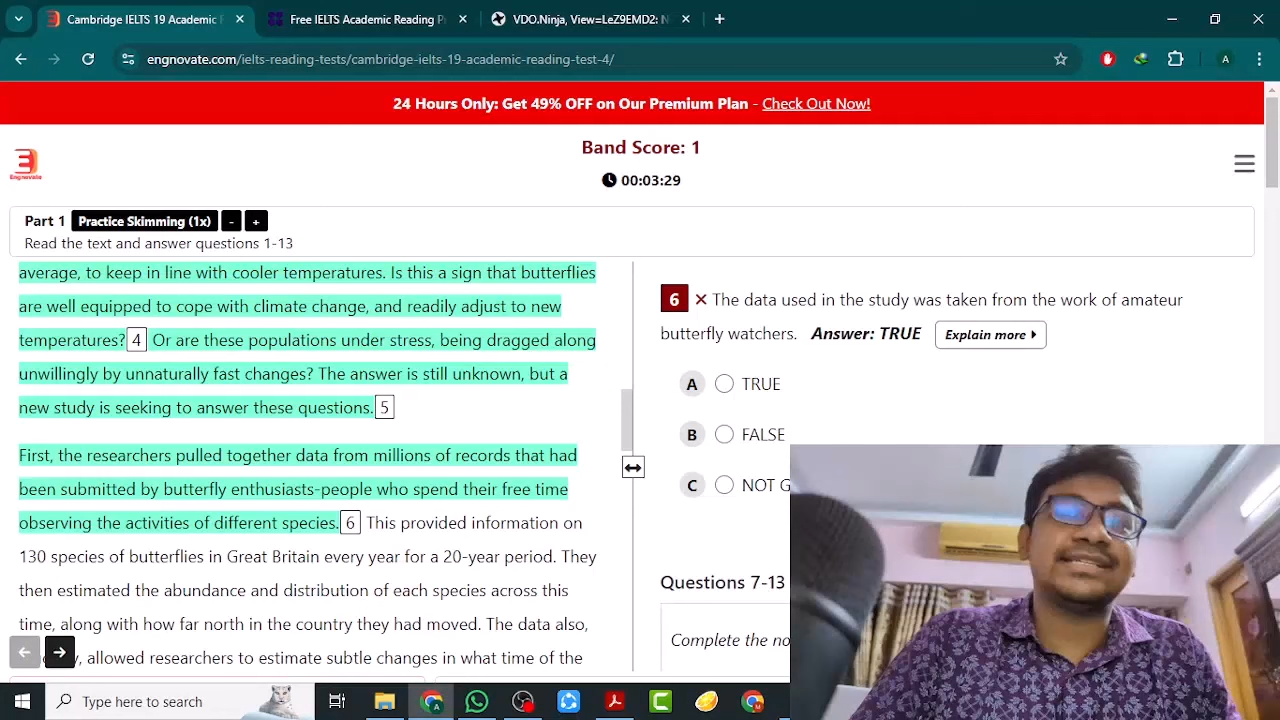 Cambridge IELTS 19 Academic
Free IELTS Academic Reading P
VDO.Ninja, View=LeZ9EMD2:
engnovate.com/ielts-reading-tests/cambridge-ielts-19-academic-reading-test-4/
A
24 Hours Only: Get 49% OFF on Our Premium Plan - Check Out Now!
Engnovate
Band Score: 1
00:03:29
Part 1 Practice Skimming (1x) - +
Read the text and answer questions 1-13
average, to keep in line with cooler temperatures. Is this a sign that butterflies
are well equipped to cope with climate change, and readily adjust to new
temperatures? 4 Or are these populations under stress, being dragged along
unwillingly by unnaturally fast changes? The answer is still unknown, but a
new study is seeking to answer these questions. 5
First, the researchers pulled together data from millions of records that had
been submitted by butterfly enthusiasts-people who spend their free time
observing the activities of different species. 6 This provided information on
130 species of butterflies in Great Britain every year for a 20-year period. They
then estimated the abundance and distribution of each species across this
time, along with how far north in the country they had moved. The data also,
, allowed researchers to estimate subtle changes in what time of the
6 × The data used in the study was taken from the work of amateur
butterfly watchers. Answer: TRUE Explain more
A TRUE
B FALSE
C NOT G
Questions 7-13
Complete the no
Type here to search